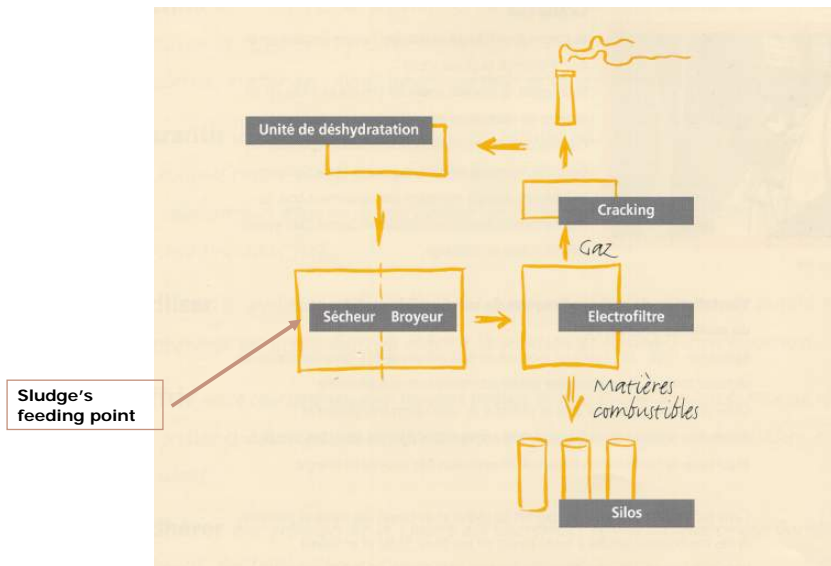 Unité de déshydratation
Cracking
Gaz
Sécheur Broyeur
Electrofiltre
Sludge's
feeding point
Matières
combustibles
Silos